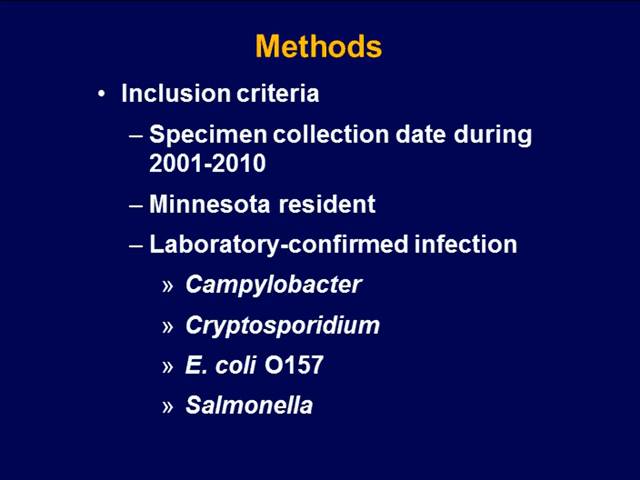 Methods
• Inclusion criteria
– Specimen collection date during
2001-2010
– Minnesota resident
– Laboratory-confirmed infection
» Campylobacter
» Cryptosporidium
» E. coli O157
» Salmonella